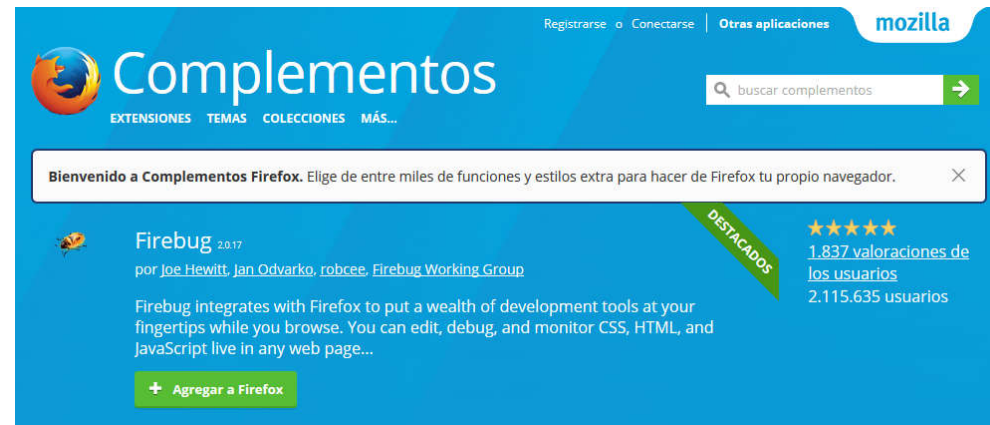 Registrarse o Conectarse | Otras aplicaciones
mozilla
Complementos
buscar complementos
EXTENSIONES TEMAS COLECCIONES MÁS...
Bienvenido a Complementos Firefox. Elige de entre miles de funciones y estilos extra para hacer de Firefox tu propio navegador.
Firebug 2.0.17
por Joe Hewitt, Jan Odvarko, robcee, Firebug Working Group
Firebug integrates with Firefox to put a wealth of development tools at your
fingertips while you browse. You can edit, debug, and monitor CSS, HTML, and
JavaScript live in any web page...
+ Agregar a Firefox
DESTACADOS
1.837 valoraciones de
los usuarios
2.115.635 usuarios